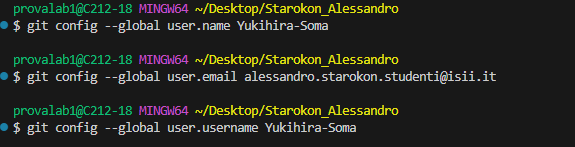 provalab1@C212-18 MINGW64 ~/Desktop/Starokon_Alessandro
$ git config --global user.name Yukihira-Soma
provalab1@C212-18 MINGW64 ~/Desktop/Starokon_Alessandro
$ git config --global user.email alessandro.starokon.studenti@isii.it
provalab1@C212-18 MINGW64 ~/Desktop/Starokon_Alessandro
$ git config --global user.username Yukihira-Soma